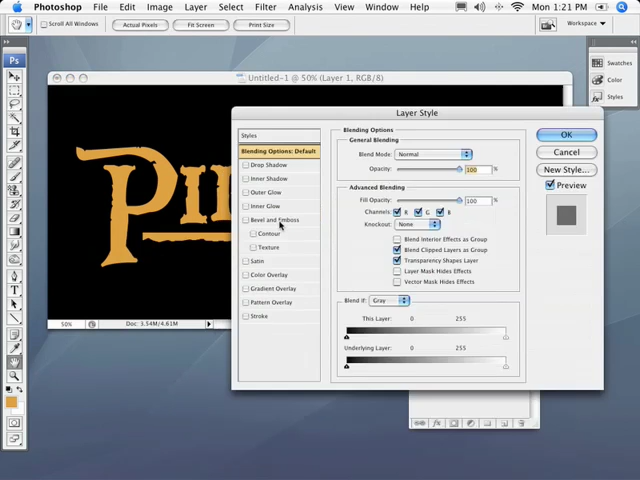 Photoshop File Edit Image Layer Select Filter Analysis View Window Help Mon 1:21 PM
Scroll All Windows Actual Pixels Fit Screen Print Size Workspace
Ps
Untitled-1 @ 50% (Layer 1, RGB/8)
Swatches
Color
Styles
50% Doc: 3.54M/4.61M
Layer Style
Styles
Blending Options: Default
Drop Shadow
Inner Shadow
Outer Glow
Inner Glow
Bevel and Emboss
Contour
Texture
Satin
Color Overlay
Gradient Overlay
Pattern Overlay
Stroke
Blending Options
General Blending
Blend Mode: Normal
Opacity: 100 %
Advanced Blending
Fill Opacity: 100 %
Channels: R G B
Knockout: None
Blend Interior Effects as Group
Blend Clipped Layers as Group
Transparency Shapes Layer
Layer Mask Hides Effects
Vector Mask Hides Effects
Blend If: Gray
This Layer: 0 255
Underlying Layer: 0 255
OK
Cancel
New Style...
Preview